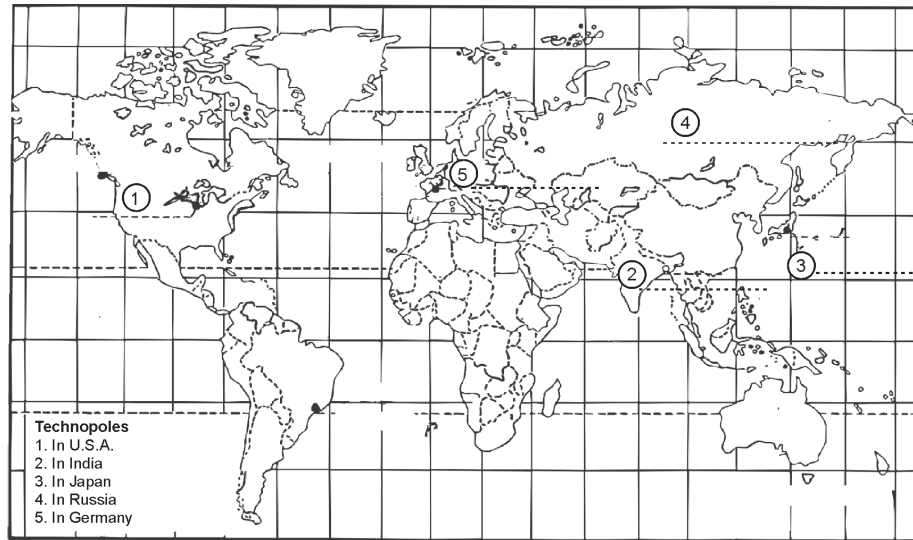 4
5
1
3
2
Technopoles
1. In U.S.A.
2. In India
3. In Japan
4. In Russia
5. In Germany